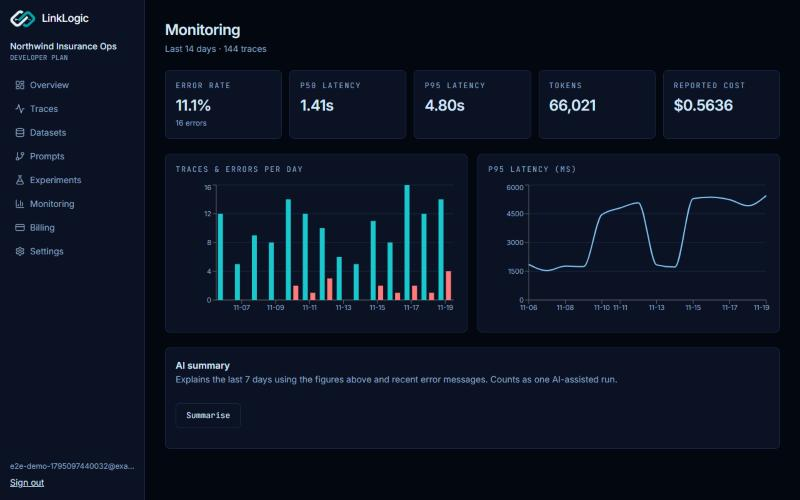 LinkLogic
Northwind Insurance Ops
DEVELOPER PLAN
Overview
Traces
Datasets
Prompts
Experiments
Monitoring
Billing
Settings
e2e-demo-1795097440032@exa...
Sign out
Monitoring
Last 14 days · 144 traces
ERROR RATE
11.1%
16 errors
P50 LATENCY
1.41s
P95 LATENCY
4.80s
TOKENS
66,021
REPORTED COST
$0.5636
TRACES & ERRORS PER DAY
16
12
8
4
0
11-07 11-09 11-11 11-13 11-15 11-17 11-19
P95 LATENCY (MS)
6000
4500
3000
1500
0
11-06 11-08 11-10 11-11 11-13 11-15 11-17 11-19
AI summary
Explains the last 7 days using the figures above and recent error messages. Counts as one AI-assisted run.
Summarise